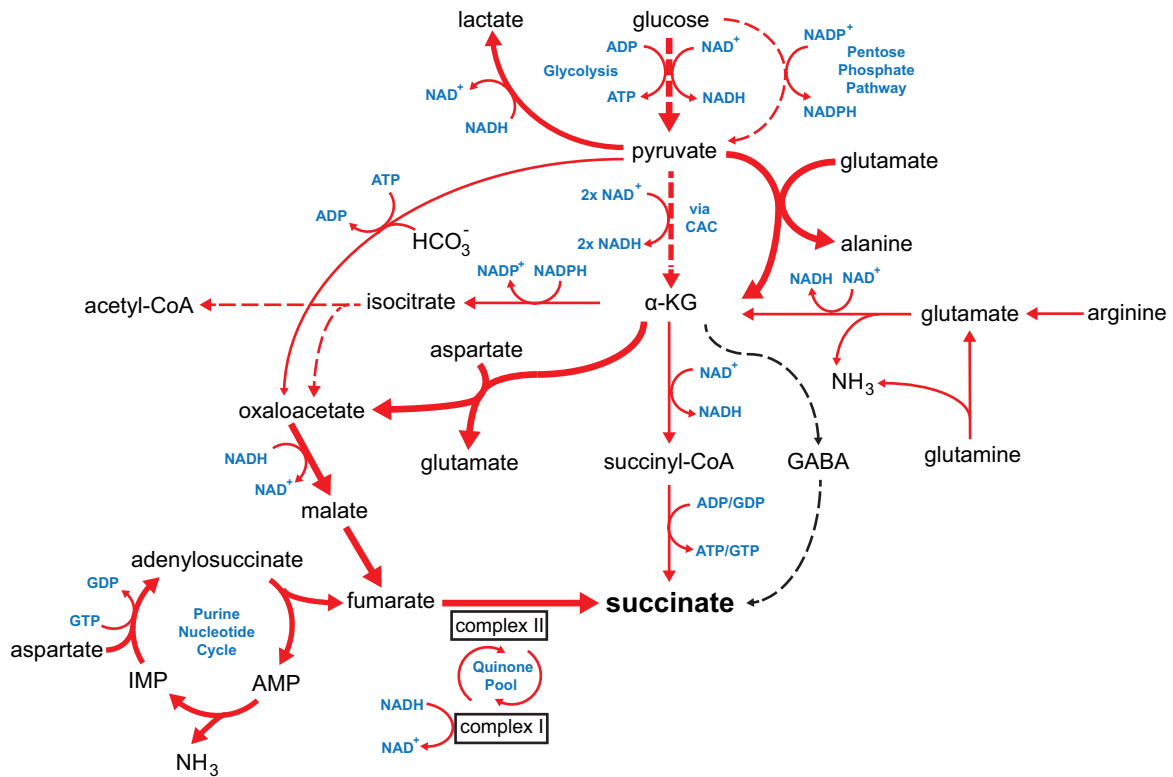 lactate
glucose
ADP
NAD+
NADP+
Glycolysis
Pentose
Phosphate
Pathway
ATP
NADH
NADPH
NAD+
NADH
pyruvate
glutamate
ATP
ADP
HCO3-
2x NAD+
via
CAC
2x NADH
alanine
NADP+
NADPH
NADH
NAD+
acetyl-CoA
isocitrate
α-KG
glutamate
arginine
aspartate
NH3
NAD+
NADH
oxaloacetate
glutamate
succinyl-CoA
GABA
glutamine
NADH
NAD+
malate
ADP/GDP
ATP/GTP
adenylosuccinate
GDP
GTP
Purine
Nucleotide
Cycle
fumarate
succinate
complex II
aspartate
IMP
AMP
Quinone
Pool
NADH
complex I
NAD+
NH3